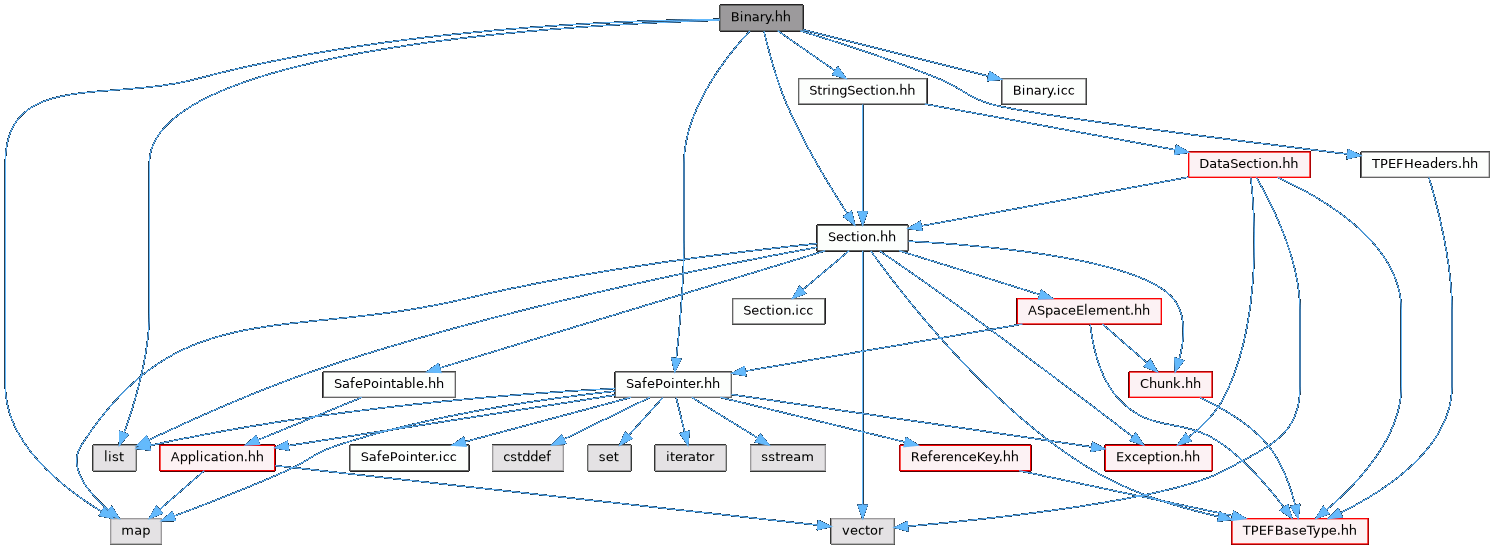 Binary.hh
StringSection.hh
Binary.icc
DataSection.hh
TPEFHeaders.hh
Section.hh
Section.icc
ASpaceElement.hh
SafePointable.hh
SafePointer.hh
Chunk.hh
list
Application.hh
SafePointer.icc
cstddef
set
iterator
sstream
ReferenceKey.hh
Exception.hh
map
vector
TPEFBaseType.hh